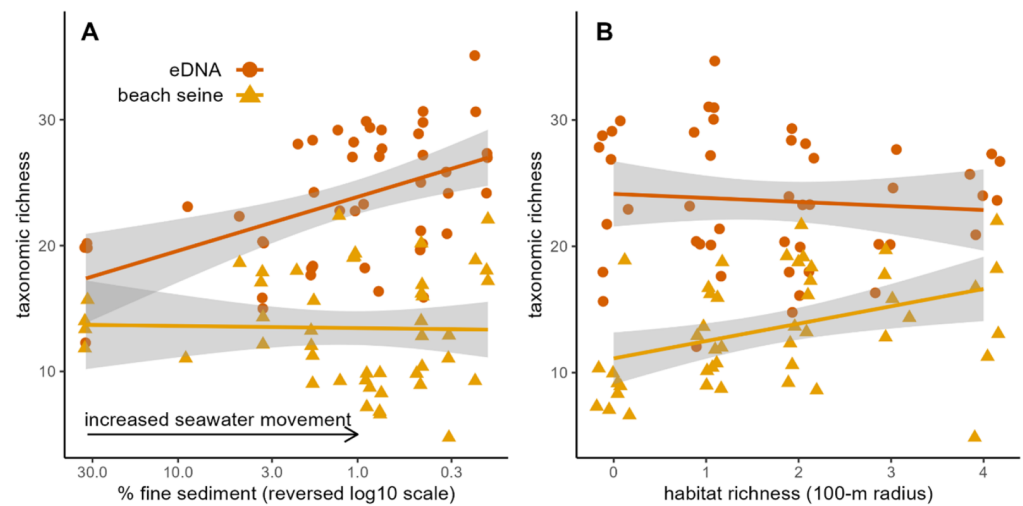 A
eDNA
beach seine
taxonomic richness
30
20
10
increased seawater movement
30.0 10.0 3.0 1.0 0.3
% fine sediment (reversed log10 scale)
B
taxonomic richness
30
20
10
0 1 2 3 4
habitat richness (100-m radius)